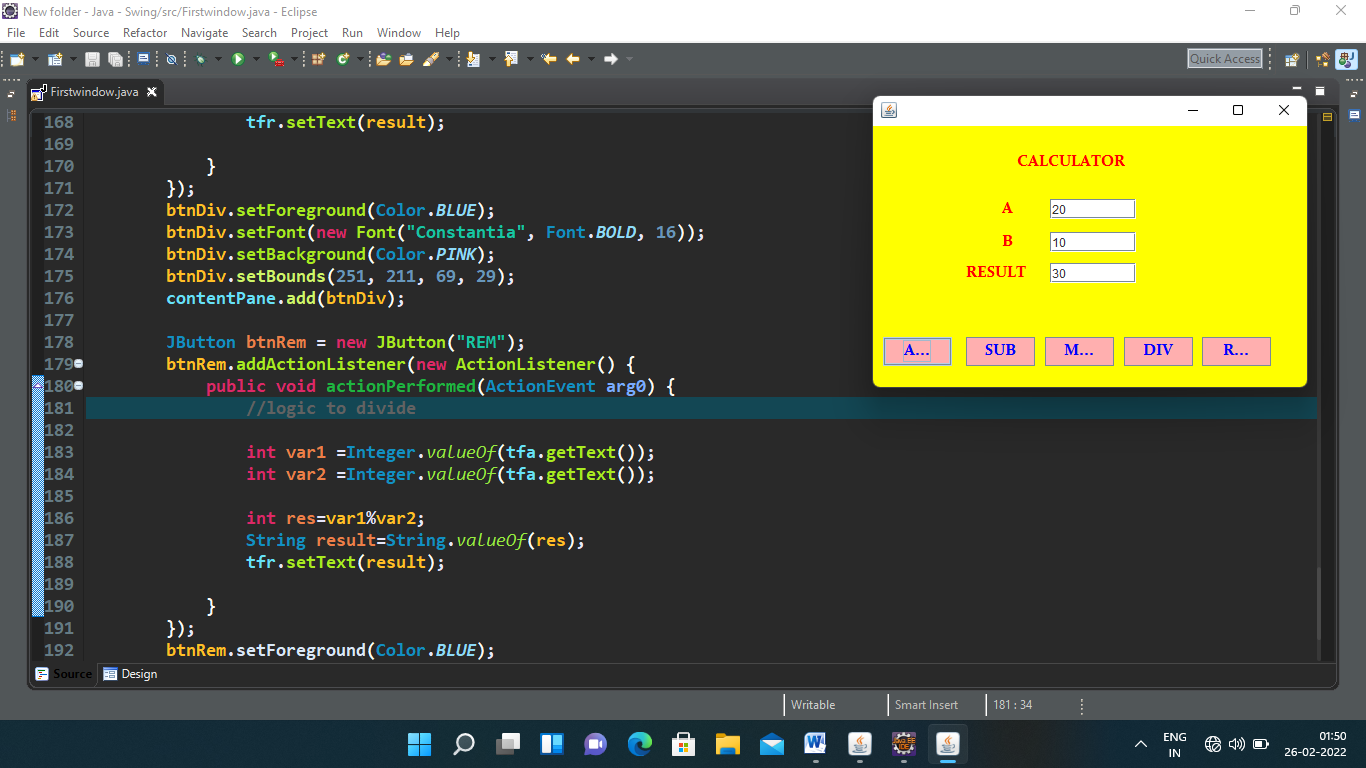 New folder - Java - Swing/src/Firstwindow.java - Eclipse
File Edit Source Refactor Navigate Search Project Run Window Help
Quick Access
Firstwindow.java
168 tfr.setText(result);
169
170 }
171 });
172 btnDiv.setForeground(Color.BLUE);
173 btnDiv.setFont(new Font("Constantia", Font.BOLD, 16));
174 btnDiv.setBackground(Color.PINK);
175 btnDiv.setBounds(251, 211, 69, 29);
176 contentPane.add(btnDiv);
177
178 JButton btnRem = new JButton("REM");
179 btnRem.addActionListener(new ActionListener() {
180 public void actionPerformed(ActionEvent arg0) {
181 //logic to divide
182
183 int var1 =Integer.valueOf(tfa.getText());
184 int var2 =Integer.valueOf(tfa.getText());
185
186 int res=var1%var2;
187 String result=String.valueOf(res);
188 tfr.setText(result);
189
190 }
191 });
192 btnRem.setForeground(Color.BLUE);
CALCULATOR
A 20
B 10
RESULT 30
A... SUB M... DIV R...
Source Design
Writable Smart Insert 181 : 34
ENG
IN
01:50
26-02-2022